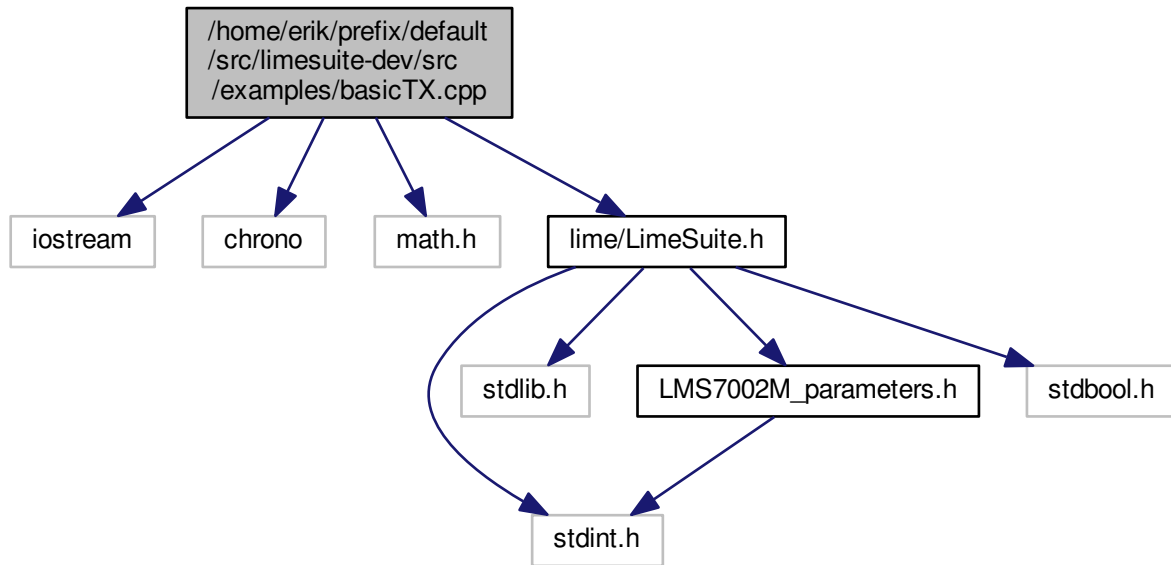 /home/erik/prefix/default
/src/limesuite-dev/src
/examples/basicTX.cpp
iostream
chrono
math.h
lime/LimeSuite.h
stdlib.h
LMS7002M_parameters.h
stdbool.h
stdint.h